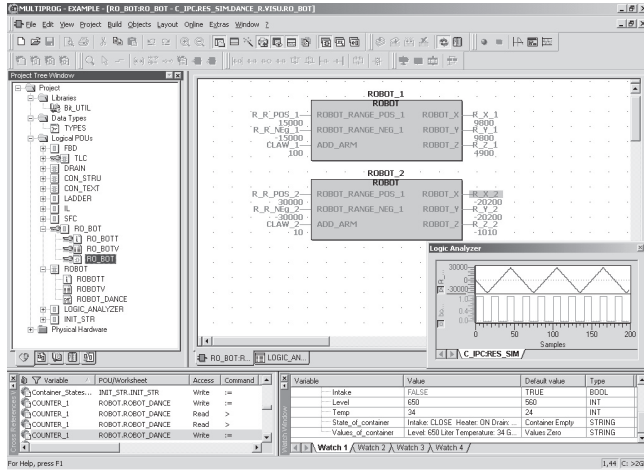 MULTIPROG - EXAMPLE - [RO_BOT:RO_BOT - C_IPC.RES_SIM.DANCE_R.VISU.RO_BOT]
File Edit View Project Build Objects Layout Online Extras Window ?
Project Tree Window
Project
Libraries
Bit_UTIL
Data Types
TYPES
Logical POUs
FBD
TLC
DRAIN
CON_STRU
CON_TEXT
LADDER
IL
SFC
RO_BOT
RO_BOTT
RO_BOTV
RO_BOT
ROBOT
ROBOTT
ROBOTV
ROBOT_DANCE
LOGIC_ANALYZER
INIT_STR
Physical Hardware
ROBOT_1
ROBOT
R_R_POS_1 ROBOT_RANGE_POS_1 ROBOT_X R_X_1
15000 9800
R_R_NEg_1 ROBOT_RANGE_NEG_1 ROBOT_Y R_Y_1
-15000 9800
CLAW_1 ADD_ARM ROBOT_Z R_Z_1
100 4900
ROBOT_2
ROBOT
R_R_POS_2 ROBOT_RANGE_POS_1 ROBOT_X R_X_2
30000 -20200
R_R_NEg_2 ROBOT_RANGE_NEG_1 ROBOT_Y R_Y_2
-30000 -20200
CLAW_2 ADD_ARM ROBOT_Z R_Z_2
10 -1010
Logic Analyzer
30000
0
-30000
1.0
0.4
0.0
0 50 100 150 200
Samples
C_IPC:RES_SIM
RO_BOT:R... LOGIC_AN...
Variable POU/Worksheet Access Command
Container_States... INIT_STR.INIT_STR Write :=
COUNTER_1 ROBOT.ROBOT_DANCE Write :=
COUNTER_1 ROBOT.ROBOT_DANCE Read >
COUNTER_1 ROBOT.ROBOT_DANCE Read >
COUNTER_1 ROBOT.ROBOT_DANCE Write :=
Variable Value Default value Type
Intake FALSE TRUE BOOL
Level 650 560 INT
Temp 34 24 INT
State_of_container Intake: CLOSE Heater: ON Drain: ... Container Empty STRING
Values_of_container Level: 650 Liter Temperature: 34 G... Values Zero STRING
Watch 1 Watch 2 Watch 3 Watch 4
For Help, press F1
1,44 C: >2G